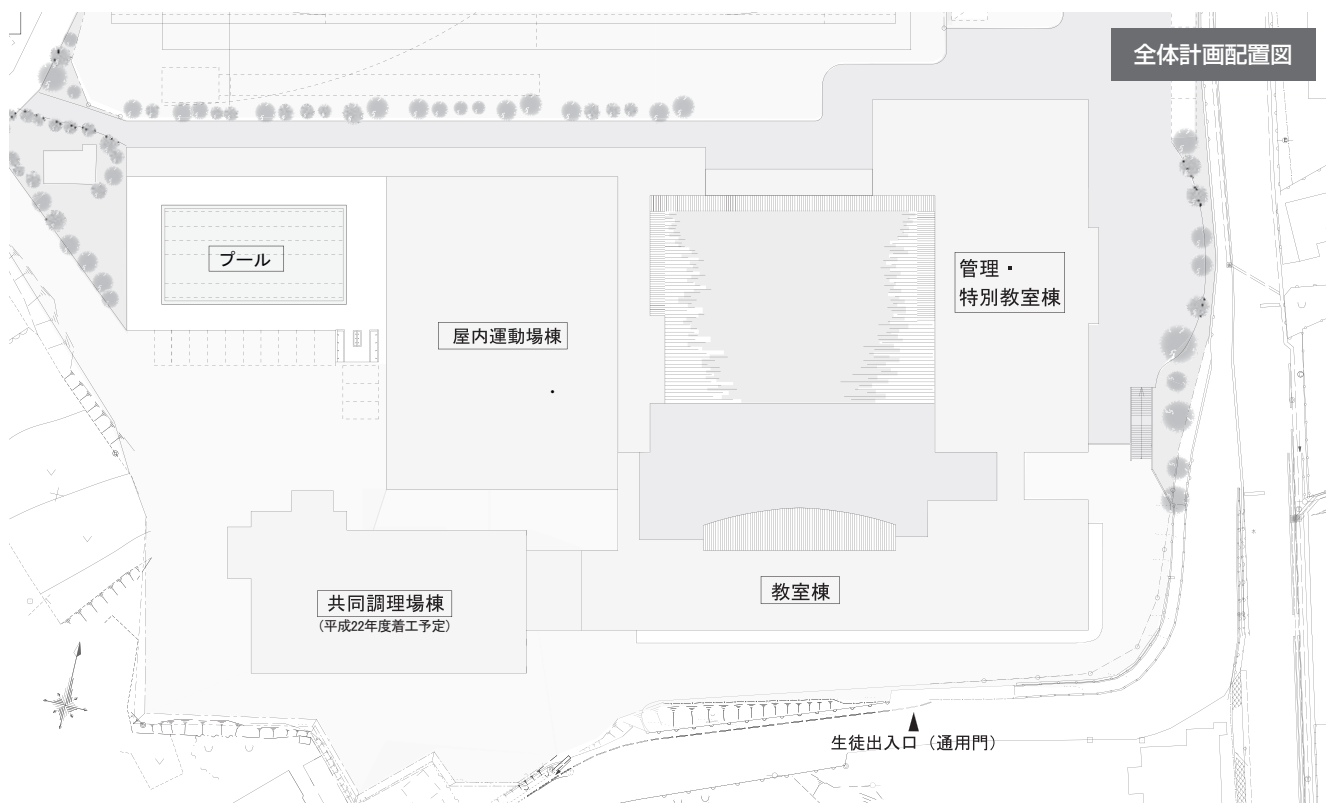 全体計画配置図
プール
管理・
特別教室棟
屋内運動場棟
教室棟
共同調理場棟
(平成22年度着工予定)
生徒出入口(通用門)